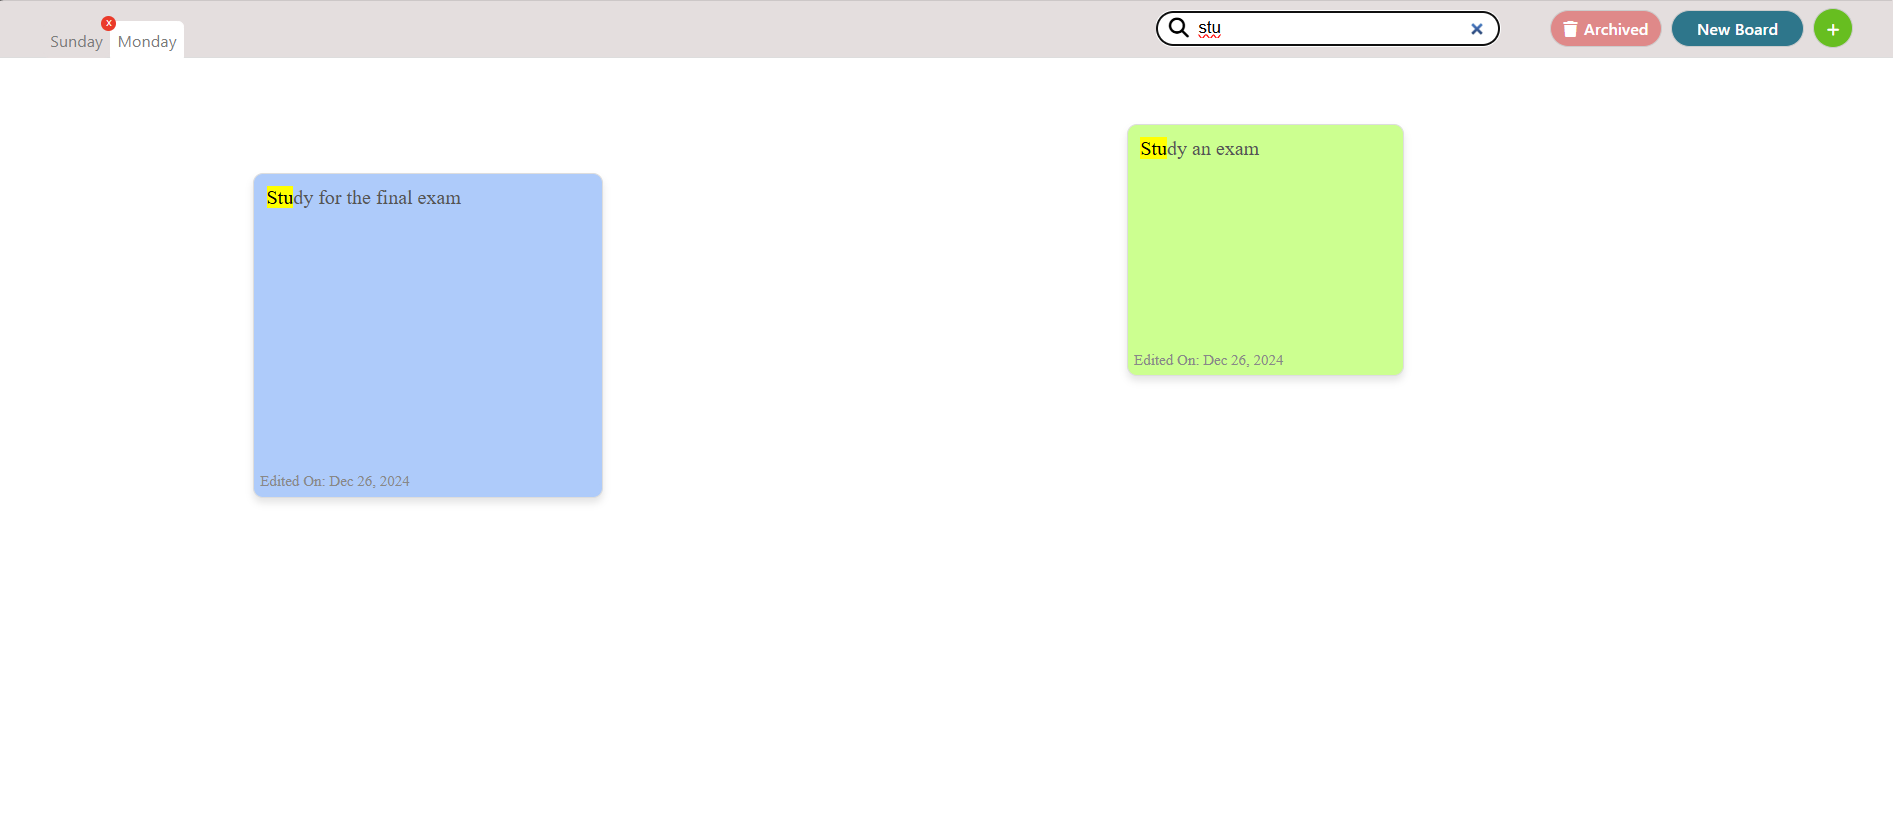 x
Sunday
Monday
stu
Archived
New Board
+
Study an exam
Study for the final exam
Edited On: Dec 26, 2024
Edited On: Dec 26, 2024